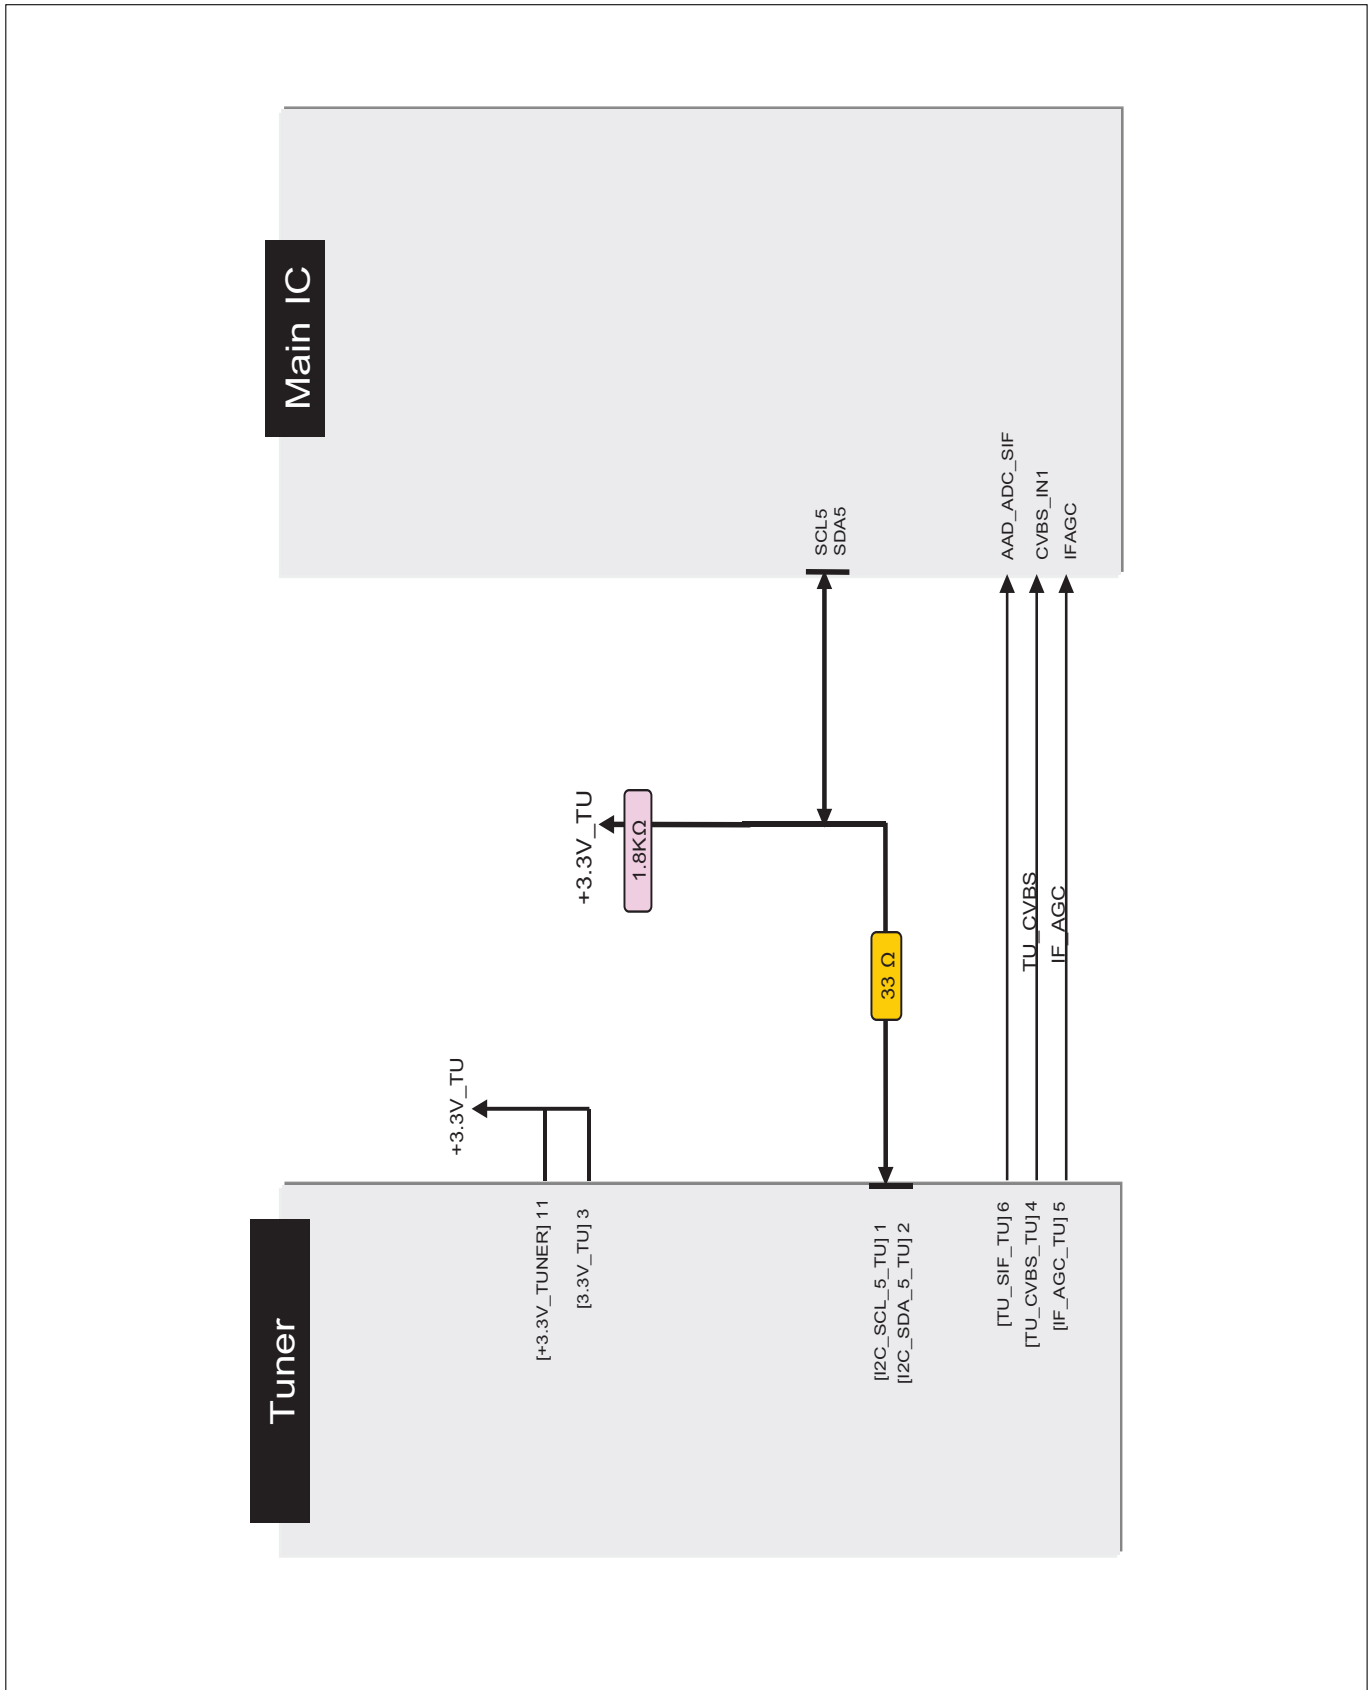 Tuner
Main IC
+3.3V_TU
[+3.3V_TUNER] 11
[3.3V_TU] 3
+3.3V_TU
1.8KΩ
33 Ω
[I2C_SCL_5_TU] 1
[I2C_SDA_5_TU] 2
SCL5
SDA5
[TU_SIF_TU] 6
AAD_ADC_SIF
[TU_CVBS_TU] 4
TU_CVBS
CVBS_IN1
[IF_AGC_TU] 5
IF_AGC
IFAGC